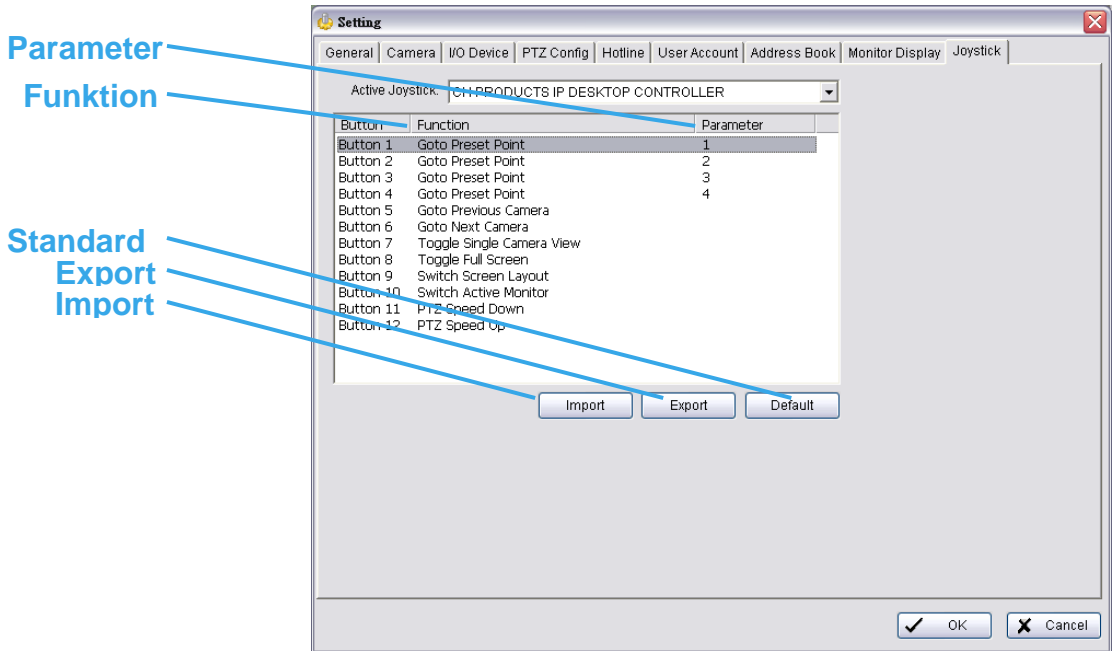 Setting
General Camera I/O Device PTZ Config Hotline User Account Address Book Monitor Display Joystick
Parameter
Funktion
Active Joystick: CH PRODUCTS IP DESKTOP CONTROLLER
Button Function Parameter
Button 1 Goto Preset Point 1
Button 2 Goto Preset Point 2
Button 3 Goto Preset Point 3
Button 4 Goto Preset Point 4
Button 5 Goto Previous Camera
Button 6 Goto Next Camera
Button 7 Toggle Single Camera View
Button 8 Toggle Full Screen
Button 9 Switch Screen Layout
Button 10 Switch Active Monitor
Button 11 PTZ Speed Down
Button 12 PTZ Speed Up
Standard
Export
Import
Import Export Default
OK Cancel